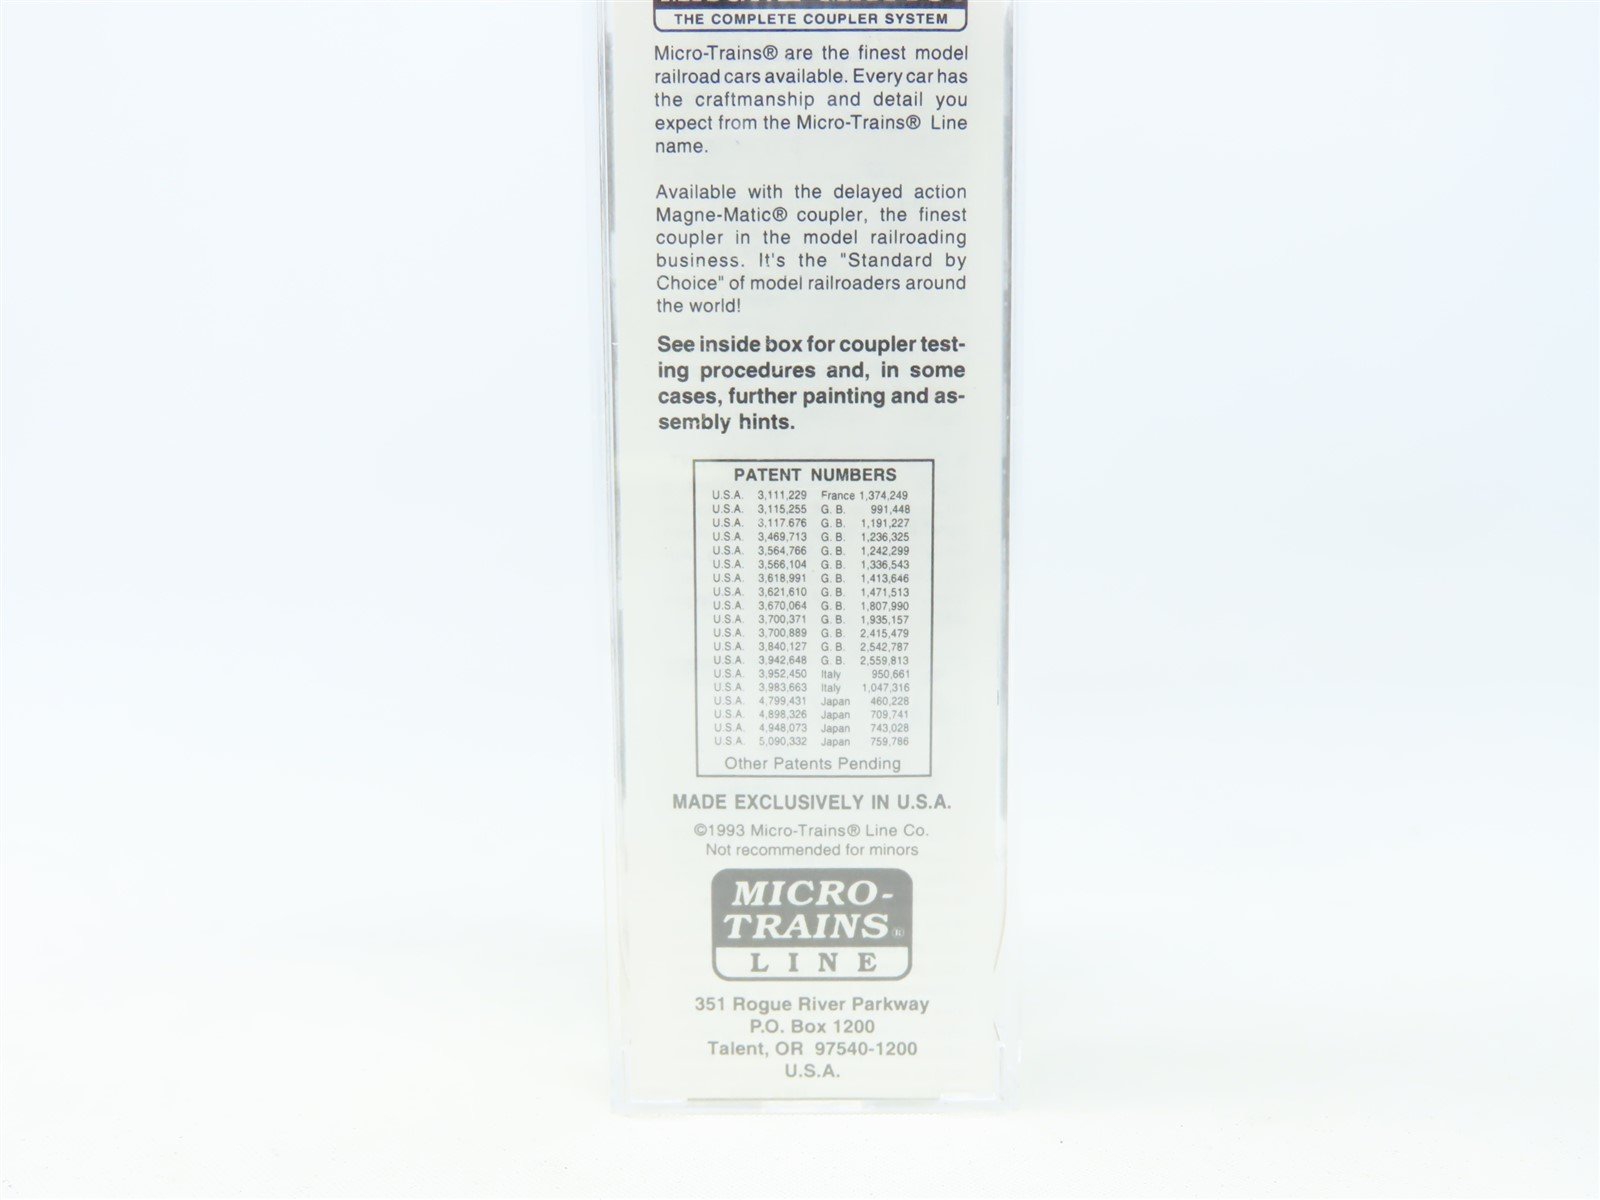 THE COMPLETE COUPLER SYSTEM
Micro-Trains® are the finest model
railroad cars available. Every car has
the craftmanship and detail you
expect from the Micro-Trains® Line
name.
Available with the delayed action
Magne-Matic® coupler, the finest
coupler in the model railroading
business. It's the "Standard by
Choice" of model railroaders around
the world!
See inside box for coupler test-
ing procedures and, in some
cases, further painting and as-
sembly hints.
PATENT NUMBERS
U.S.A. 3,111,229 France 1,374,249
U.S.A. 3,115,255 G. B. 991,448
U.S.A. 3,117.676 G. B. 1,191,227
U.S.A. 3,469,713 G. B. 1,236,325
U.S.A. 3,564,766 G. B. 1,242,299
U.S.A. 3,566,104 G. B. 1,336,543
U.S.A. 3,618,991 G. B. 1,413,646
U.S.A. 3,621,610 G. B. 1,471,513
U.S.A. 3,670,064 G. B. 1,807,990
U.S.A. 3,700,371 G. B. 1,935,157
U.S.A. 3,700,889 G. B. 2,415,479
U.S.A. 3,840,127 G. B. 2,542,787
U.S.A. 3,942,648 G. B. 2,559,813
U.S.A. 3,952,450 Italy 950,661
U.S.A. 3,983,663 Italy 1,047,316
U.S.A. 4,799,431 Japan 460,228
U.S.A. 4,898,326 Japan 709,741
U.S.A. 4,948,073 Japan 743,028
U.S.A. 5,090,332 Japan 759,786
Other Patents Pending
MADE EXCLUSIVELY IN U.S.A.
©1993 Micro-Trains® Line Co.
Not recommended for minors
MICRO-
TRAINS®
LINE
351 Rogue River Parkway
P.O. Box 1200
Talent, OR 97540-1200
U.S.A.